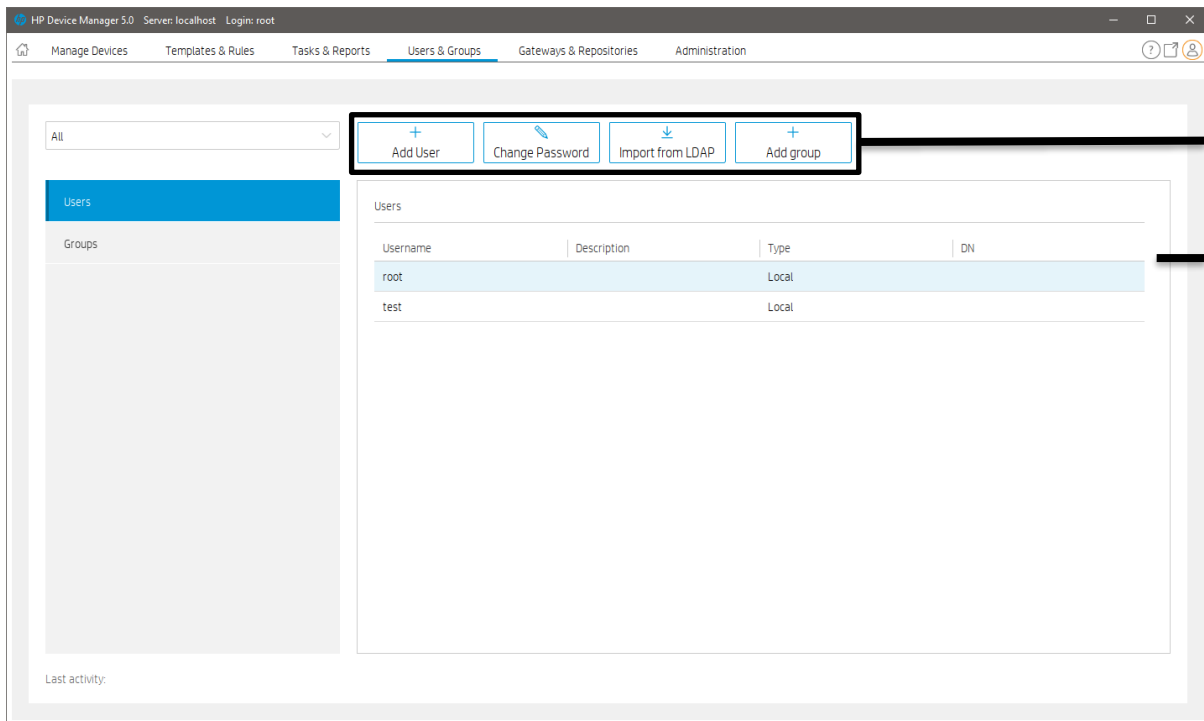 HP Device Manager 5.0 Server: localhost Login: root
Manage Devices Templates & Rules Tasks & Reports Users & Groups Gateways & Repositories Administration
All
Add User Change Password Import from LDAP Add group
Users
Groups
Users
Username Description Type DN
root Local
test Local
Last activity: